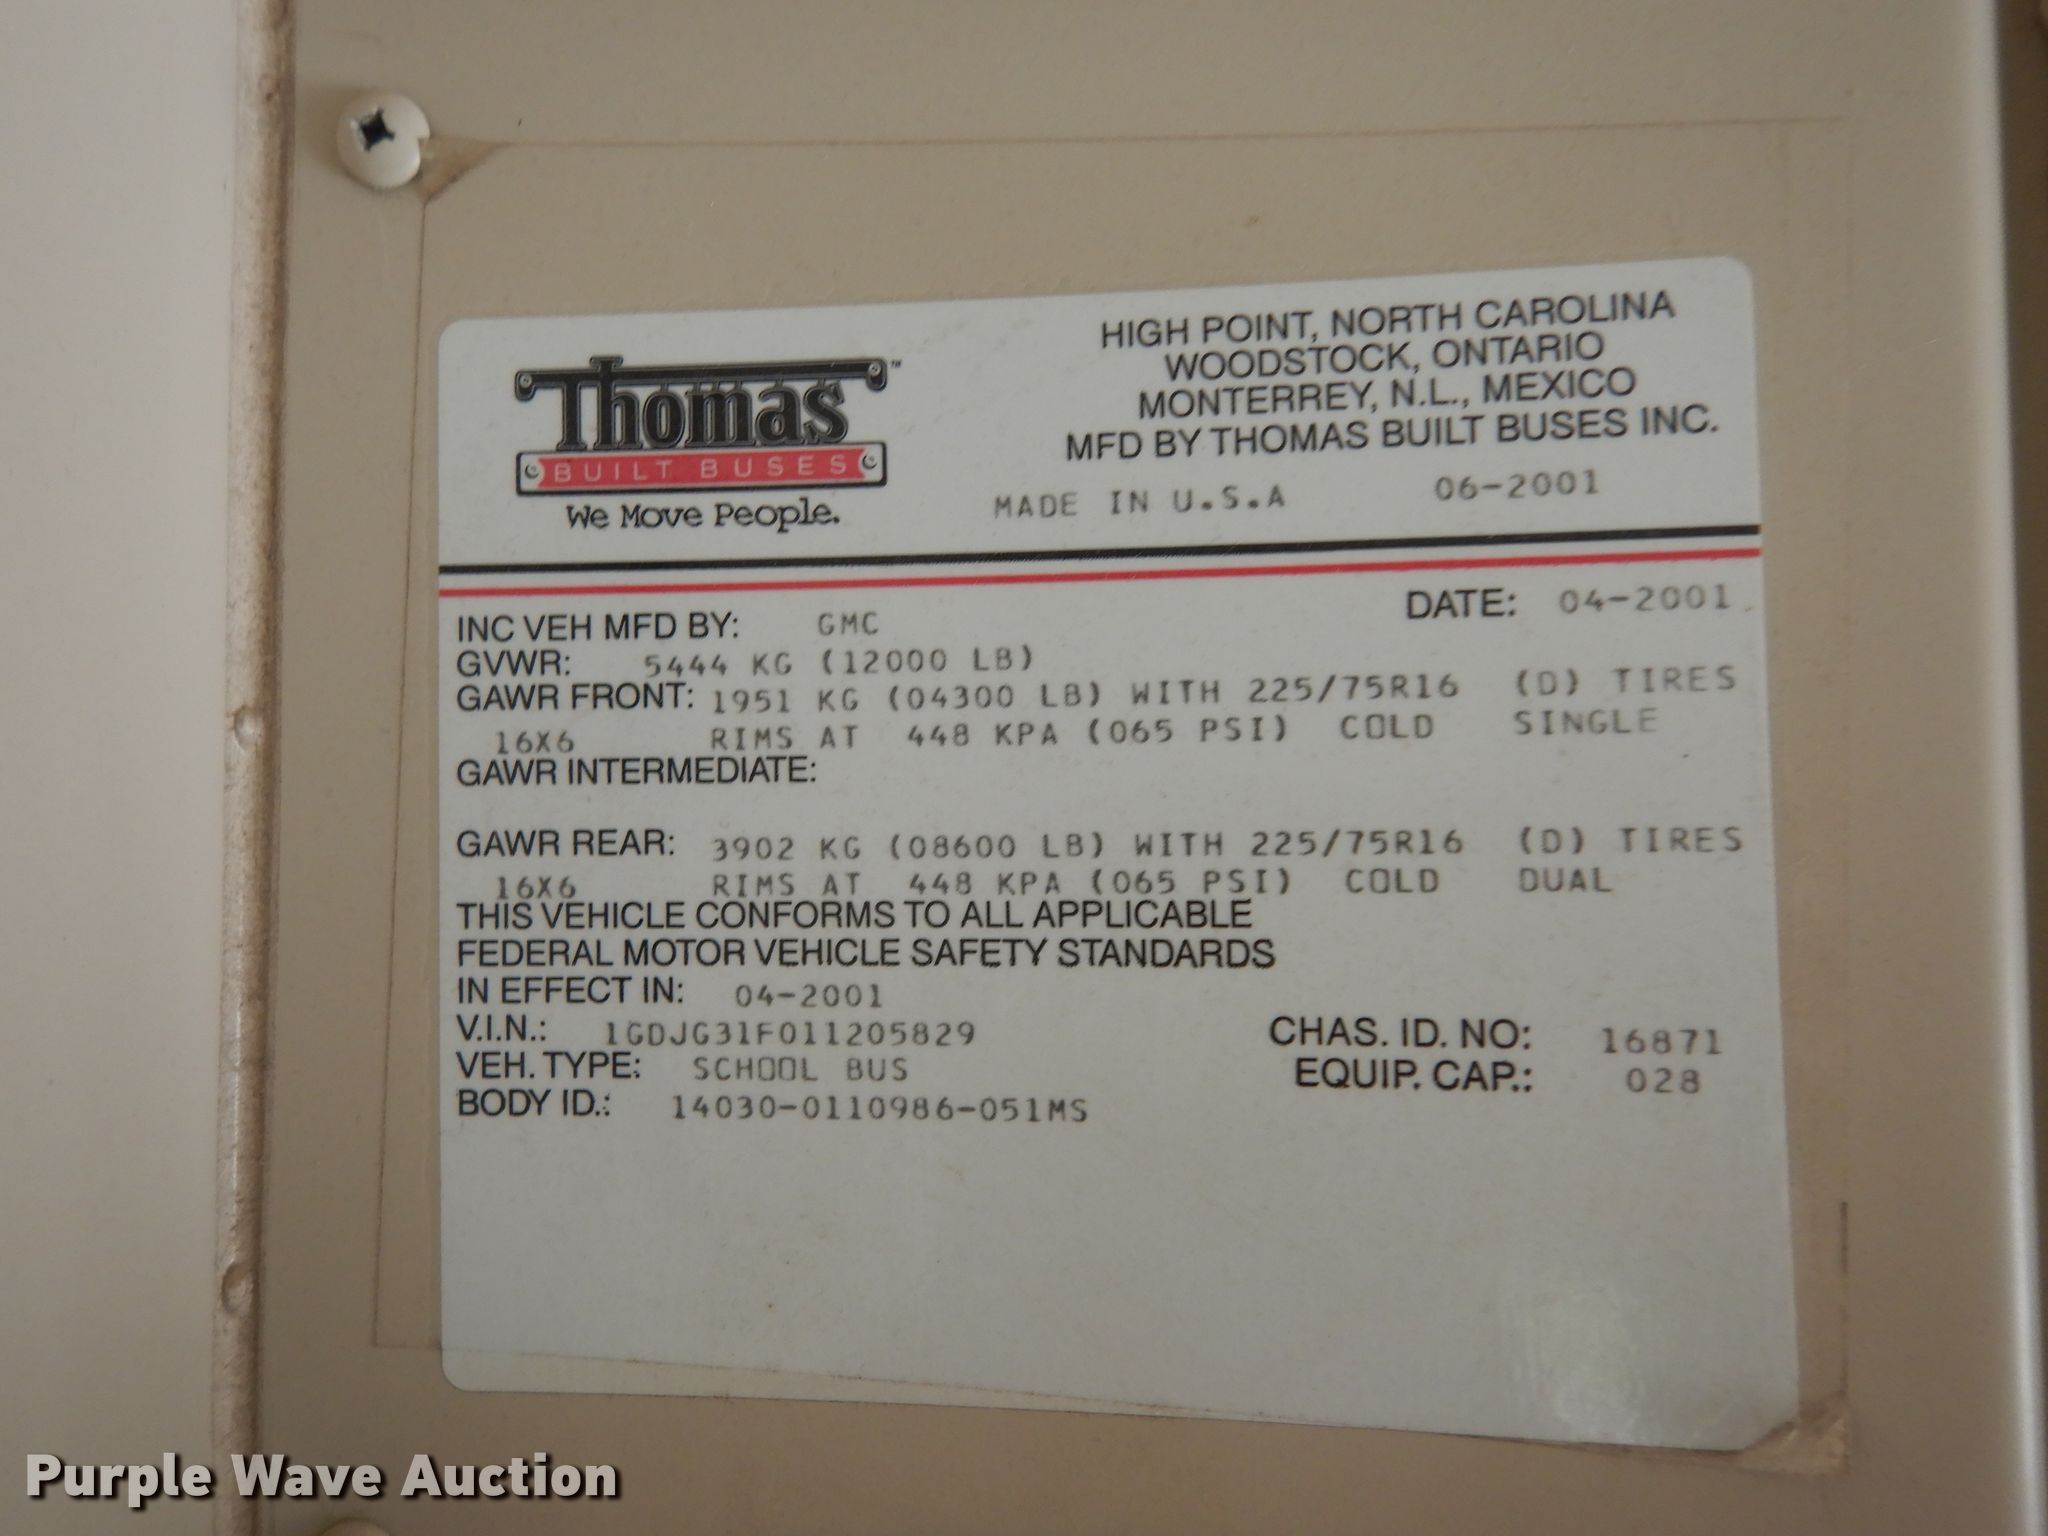 Thomas™
BUILT BUSES
We Move People.
HIGH POINT, NORTH CAROLINA
WOODSTOCK, ONTARIO
MONTERREY, N.L., MEXICO
MFD BY THOMAS BUILT BUSES INC.
MADE IN U.S.A 06-2001
INC VEH MFD BY: GMC DATE: 04-2001
GVWR: 5444 KG (12000 LB)
GAWR FRONT: 1951 KG (04300 LB) WITH 225/75R16 (D) TIRES
16X6 RIMS AT 448 KPA (065 PSI) COLD SINGLE
GAWR INTERMEDIATE:
GAWR REAR: 3902 KG (08600 LB) WITH 225/75R16 (D) TIRES
16X6 RIMS AT 448 KPA (065 PSI) COLD DUAL
THIS VEHICLE CONFORMS TO ALL APPLICABLE
FEDERAL MOTOR VEHICLE SAFETY STANDARDS
IN EFFECT IN: 04-2001
V.I.N.: 1GDJG31F011205829 CHAS. ID. NO: 16871
VEH. TYPE: SCHOOL BUS EQUIP. CAP.: 028
BODY ID.: 14030-0110986-051MS
Purple Wave Auction